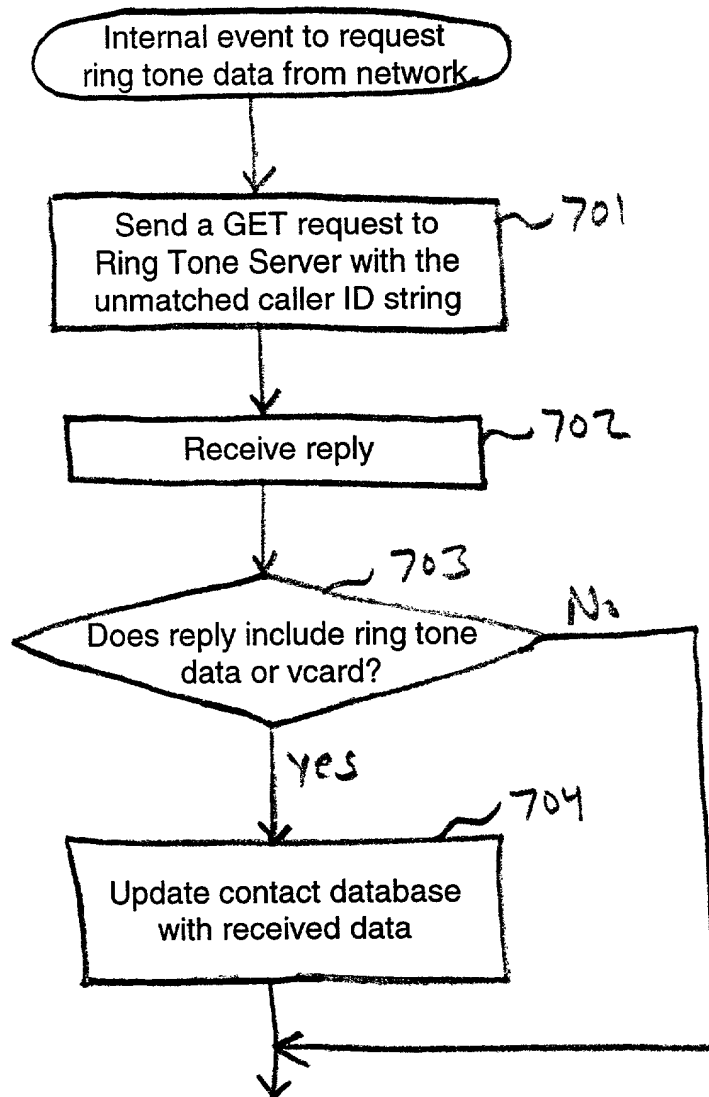 Internal event to request
ring tone data from network
Send a GET request to
Ring Tone Server with the
unmatched caller ID string
701
Receive reply
702
703
No
Does reply include ring tone
data or vcard?
yes
704
Update contact database
with received data